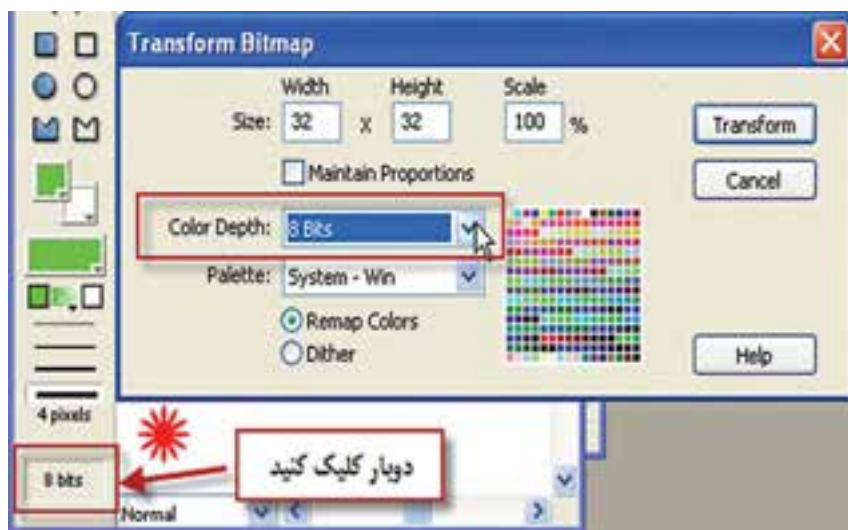 Transform Bitmap
Width Height Scale
Size: 32 x 32 100 %
Transform
Maintain Proportions
Cancel
Color Depth: 8 Bits
Palette: System - Win
Remap Colors
Dither
Help
4 pixels
8 bits
دوبار کلیک کنید
Normal